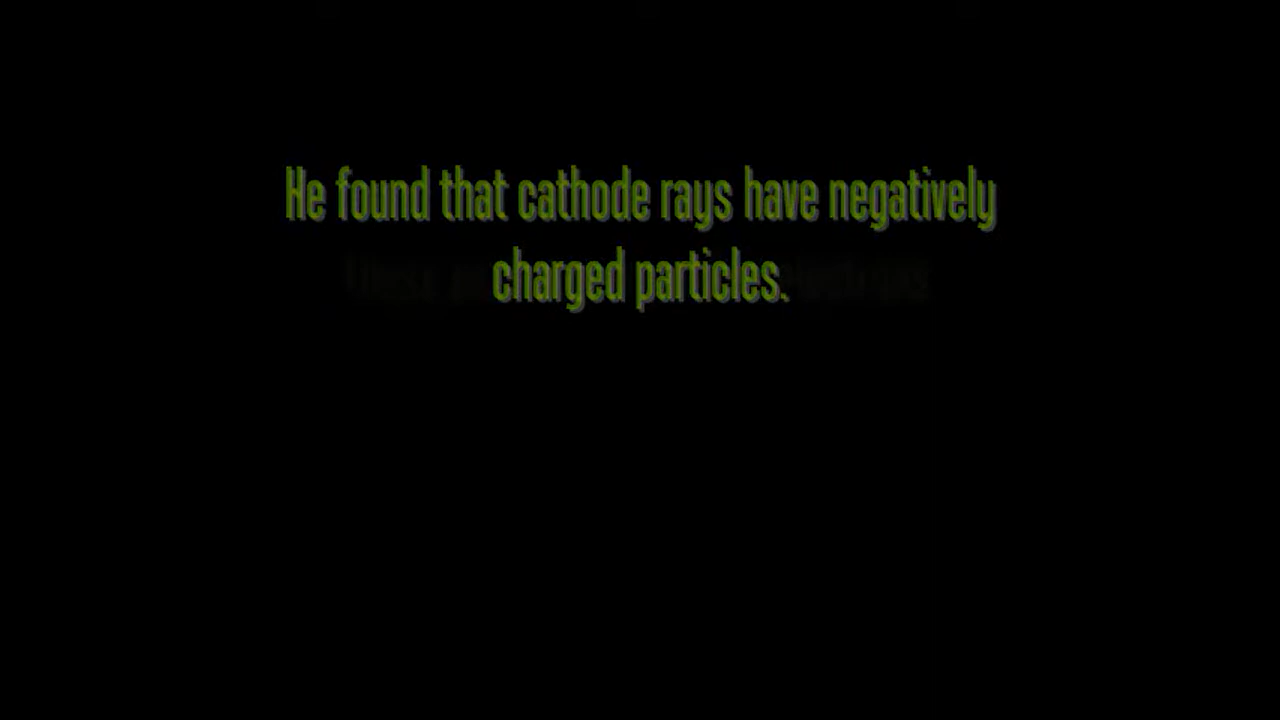 He found that cathode rays have negatively
charged particles.